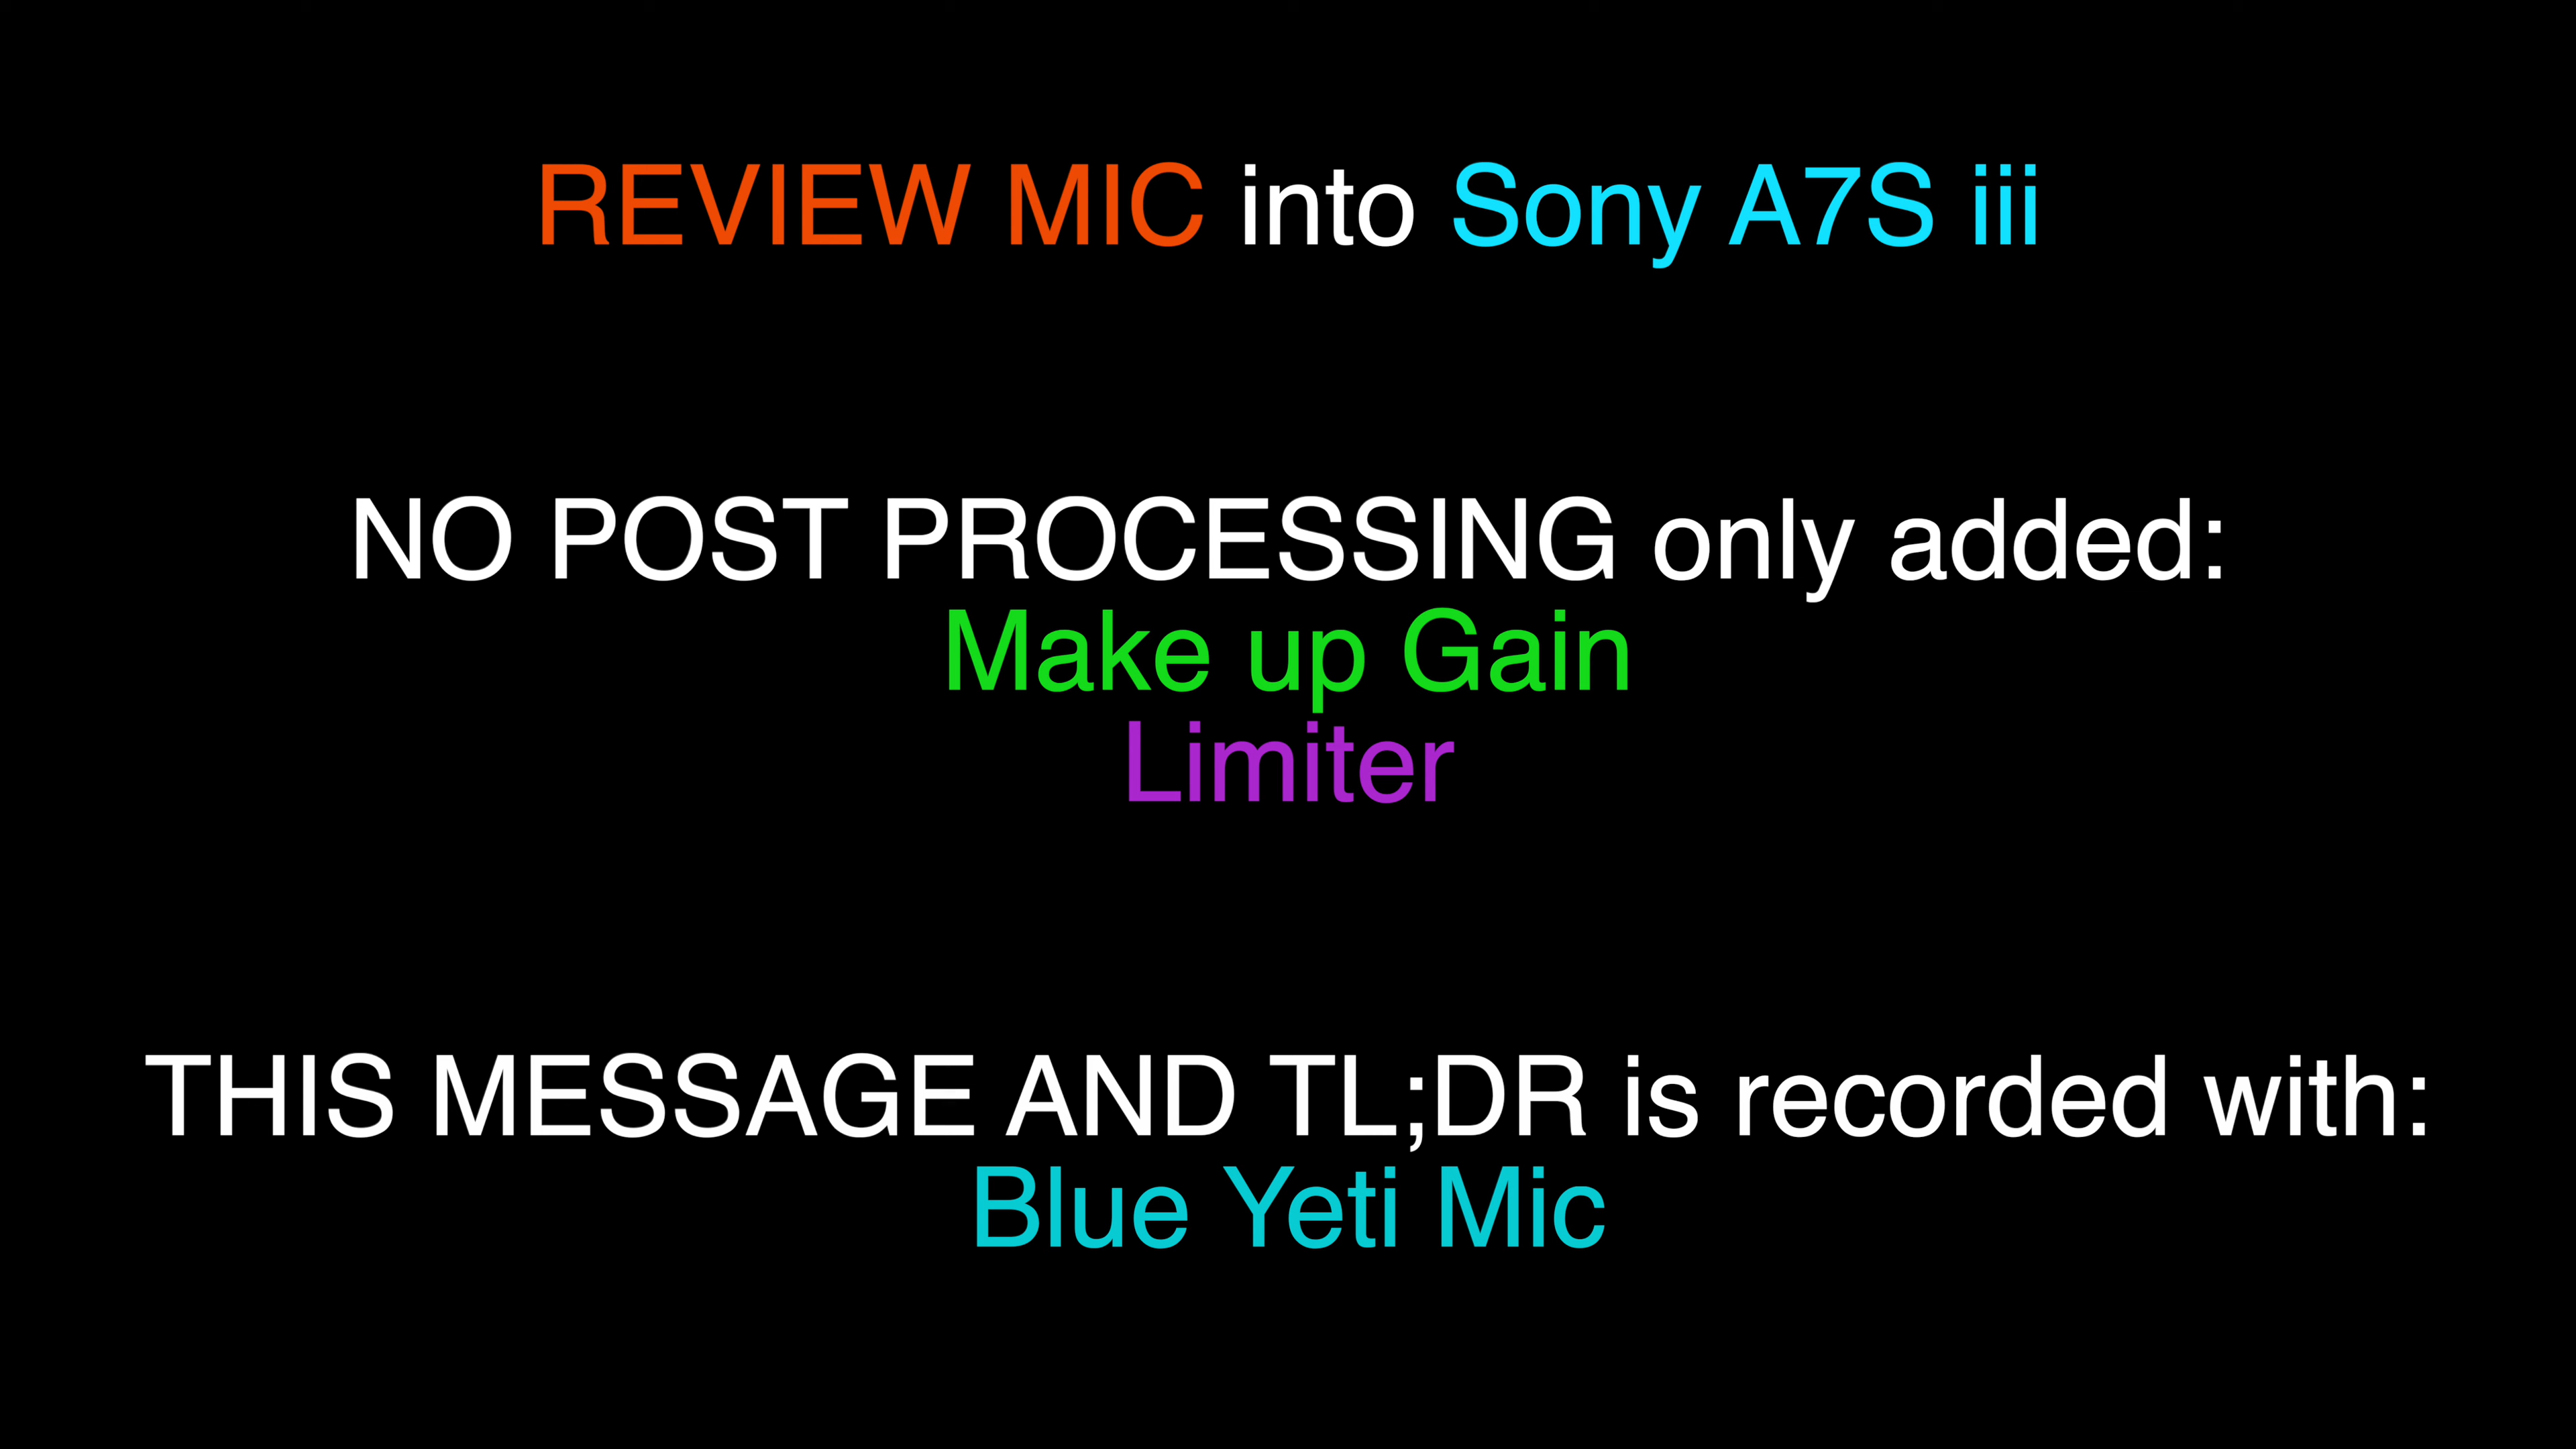 REVIEW MIC into Sony A7S iii
NO POST PROCESSING only added:
Make up Gain
Limiter
THIS MESSAGE AND TL;DR is recorded with:
Blue Yeti Mic